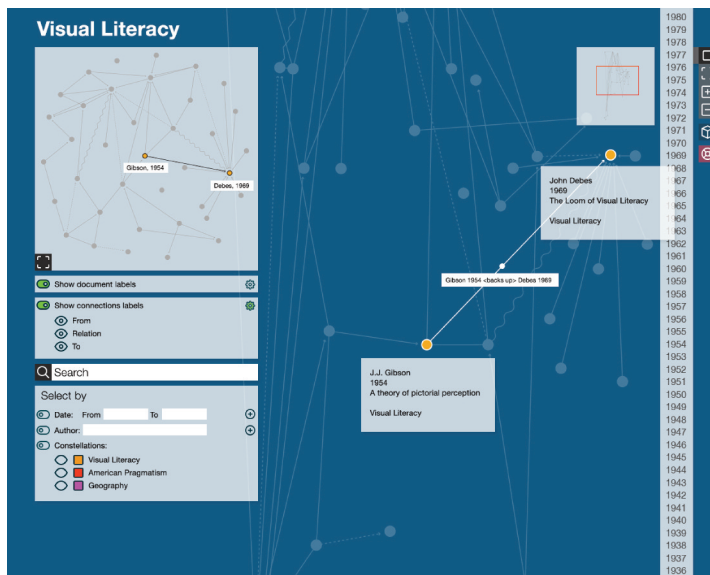 Visual Literacy
Gibson, 1954
Debes, 1969
Show document labels
Show connections labels
From
Relation
To
Search
Select by
Date: From To
Author:
Constellations:
Visual Literacy
American Pragmatism
Geography
John Debes
1969
The Loom of Visual Literacy
Visual Literacy
Gibson 1954 <backs up> Debes 1969
J.J. Gibson
1954
A theory of pictorial perception
Visual Literacy
1980
1979
1978
1977
1976
1975
1974
1973
1972
1971
1970
1969
1968
1967
1966
1965
1964
1963
1962
1961
1960
1959
1958
1957
1956
1955
1954
1953
1952
1951
1950
1949
1948
1947
1946
1945
1944
1943
1942
1941
1940
1939
1938
1937
1936